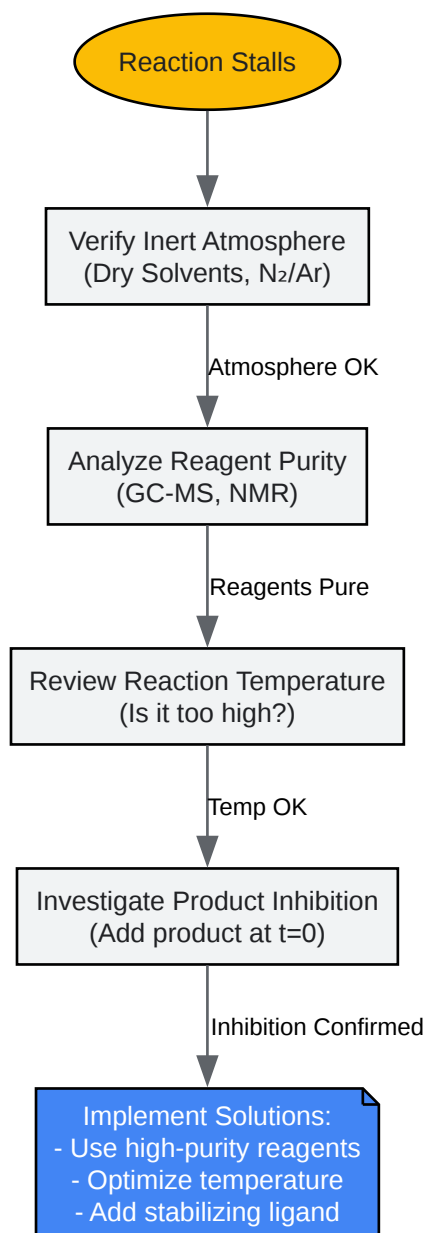 Reaction Stalls
Verify Inert Atmosphere
(Dry Solvents, N₂/Ar)
Atmosphere OK
Analyze Reagent Purity
(GC-MS, NMR)
Reagents Pure
Review Reaction Temperature
(Is it too high?)
Temp OK
Investigate Product Inhibition
(Add product at t=0)
Inhibition Confirmed
Implement Solutions:
- Use high-purity reagents
- Optimize temperature
- Add stabilizing ligand